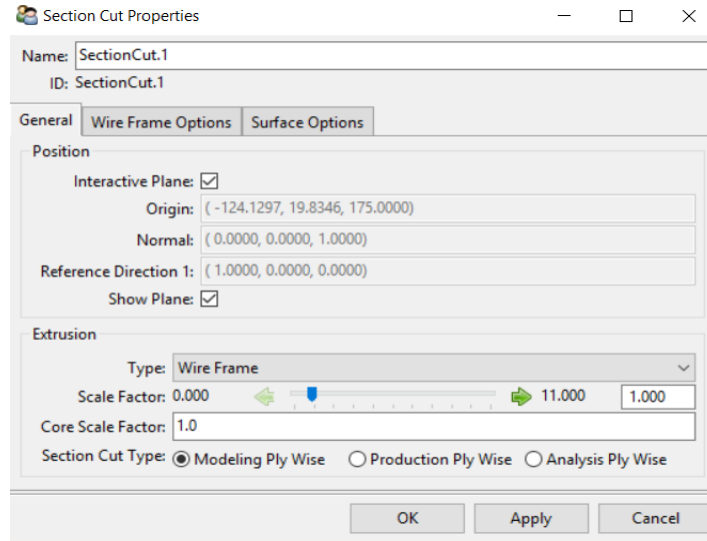 Section Cut Properties
Name: SectionCut.1
ID: SectionCut.1
General Wire Frame Options Surface Options
Position
Interactive Plane:
Origin: ( -124.1297, 19.8346, 175.0000)
Normal: ( 0.0000, 0.0000, 1.0000)
Reference Direction 1: ( 1.0000, 0.0000, 0.0000)
Show Plane:
Extrusion
Type: Wire Frame
Scale Factor: 0.000 11.000 1.000
Core Scale Factor: 1.0
Section Cut Type: Modeling Ply Wise Production Ply Wise Analysis Ply Wise
OK Apply Cancel